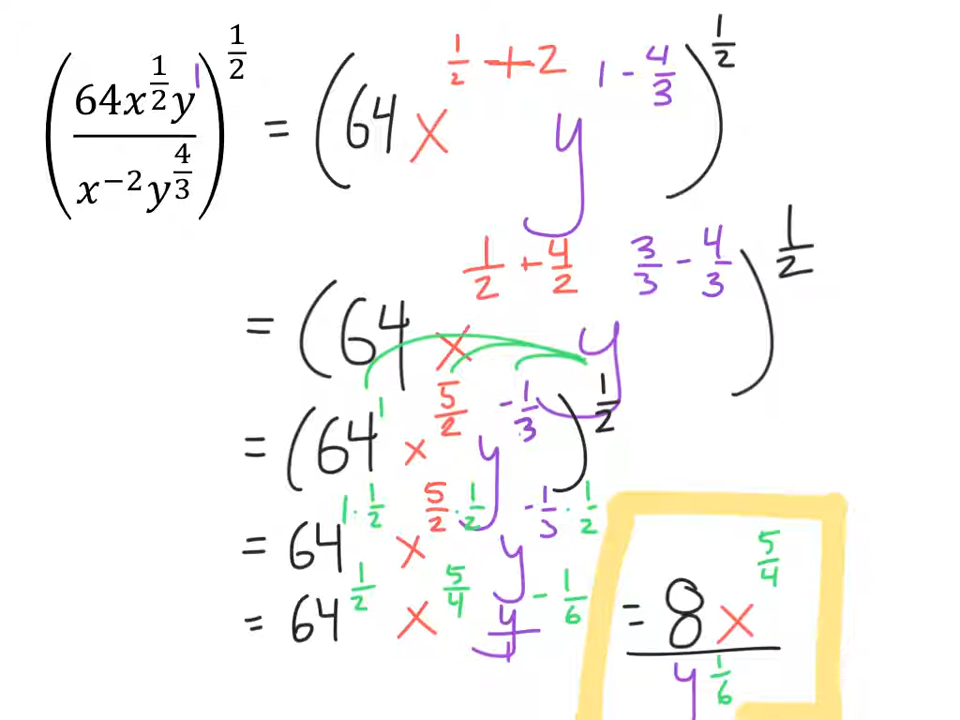 (64x^{1/2}y^{1} / x^{−2}y^{4/3})^{1/2} = (64 x^{1/2 + 2} y^{1 - 4/3})^{1/2}
= (64 x^{1/2 + 4/2} y^{3/3 - 4/3})^{1/2}
= (64^{1} x^{5/2} y^{-1/3})^{1/2}
= 64^{1·1/2} x^{5/2·1/2} y^{-1/3·1/2}
= 64^{1/2} x^{5/4} y^{-1/6} / 1
= 8x^{5/4} / y^{1/6}